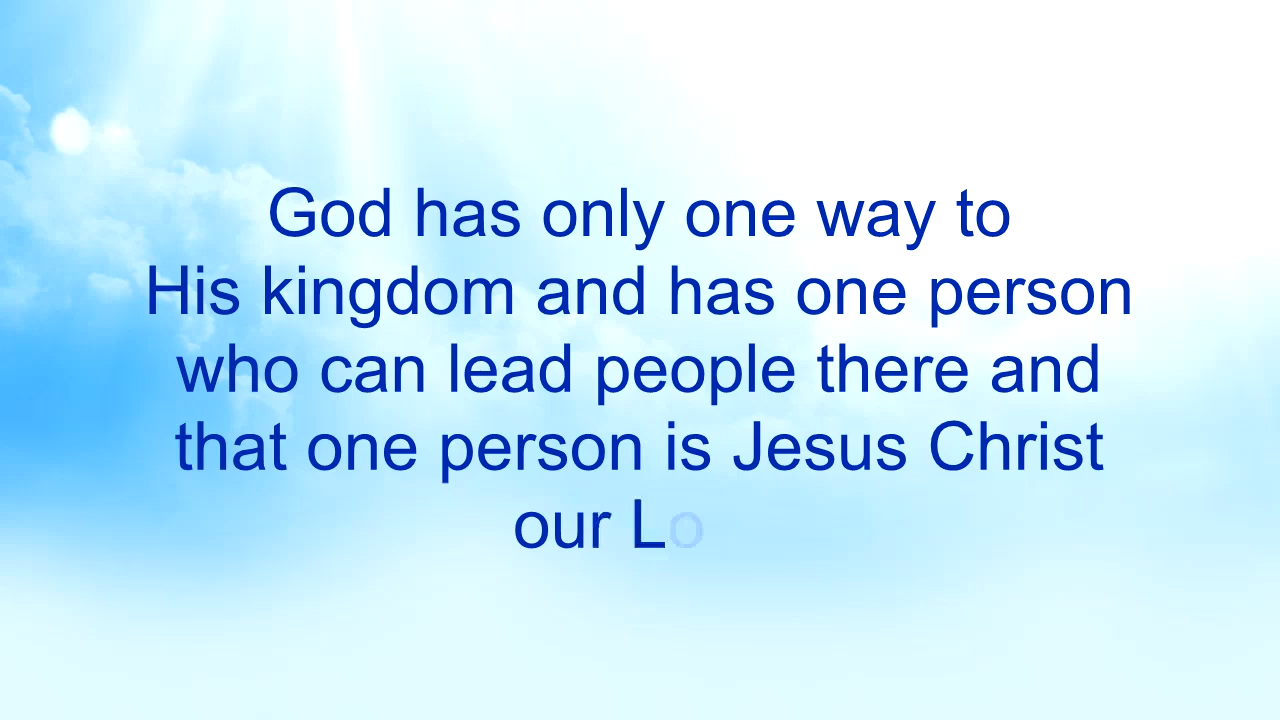 God has only one way to
His kingdom and has one person
who can lead people there and
that one person is Jesus Christ
our Lo